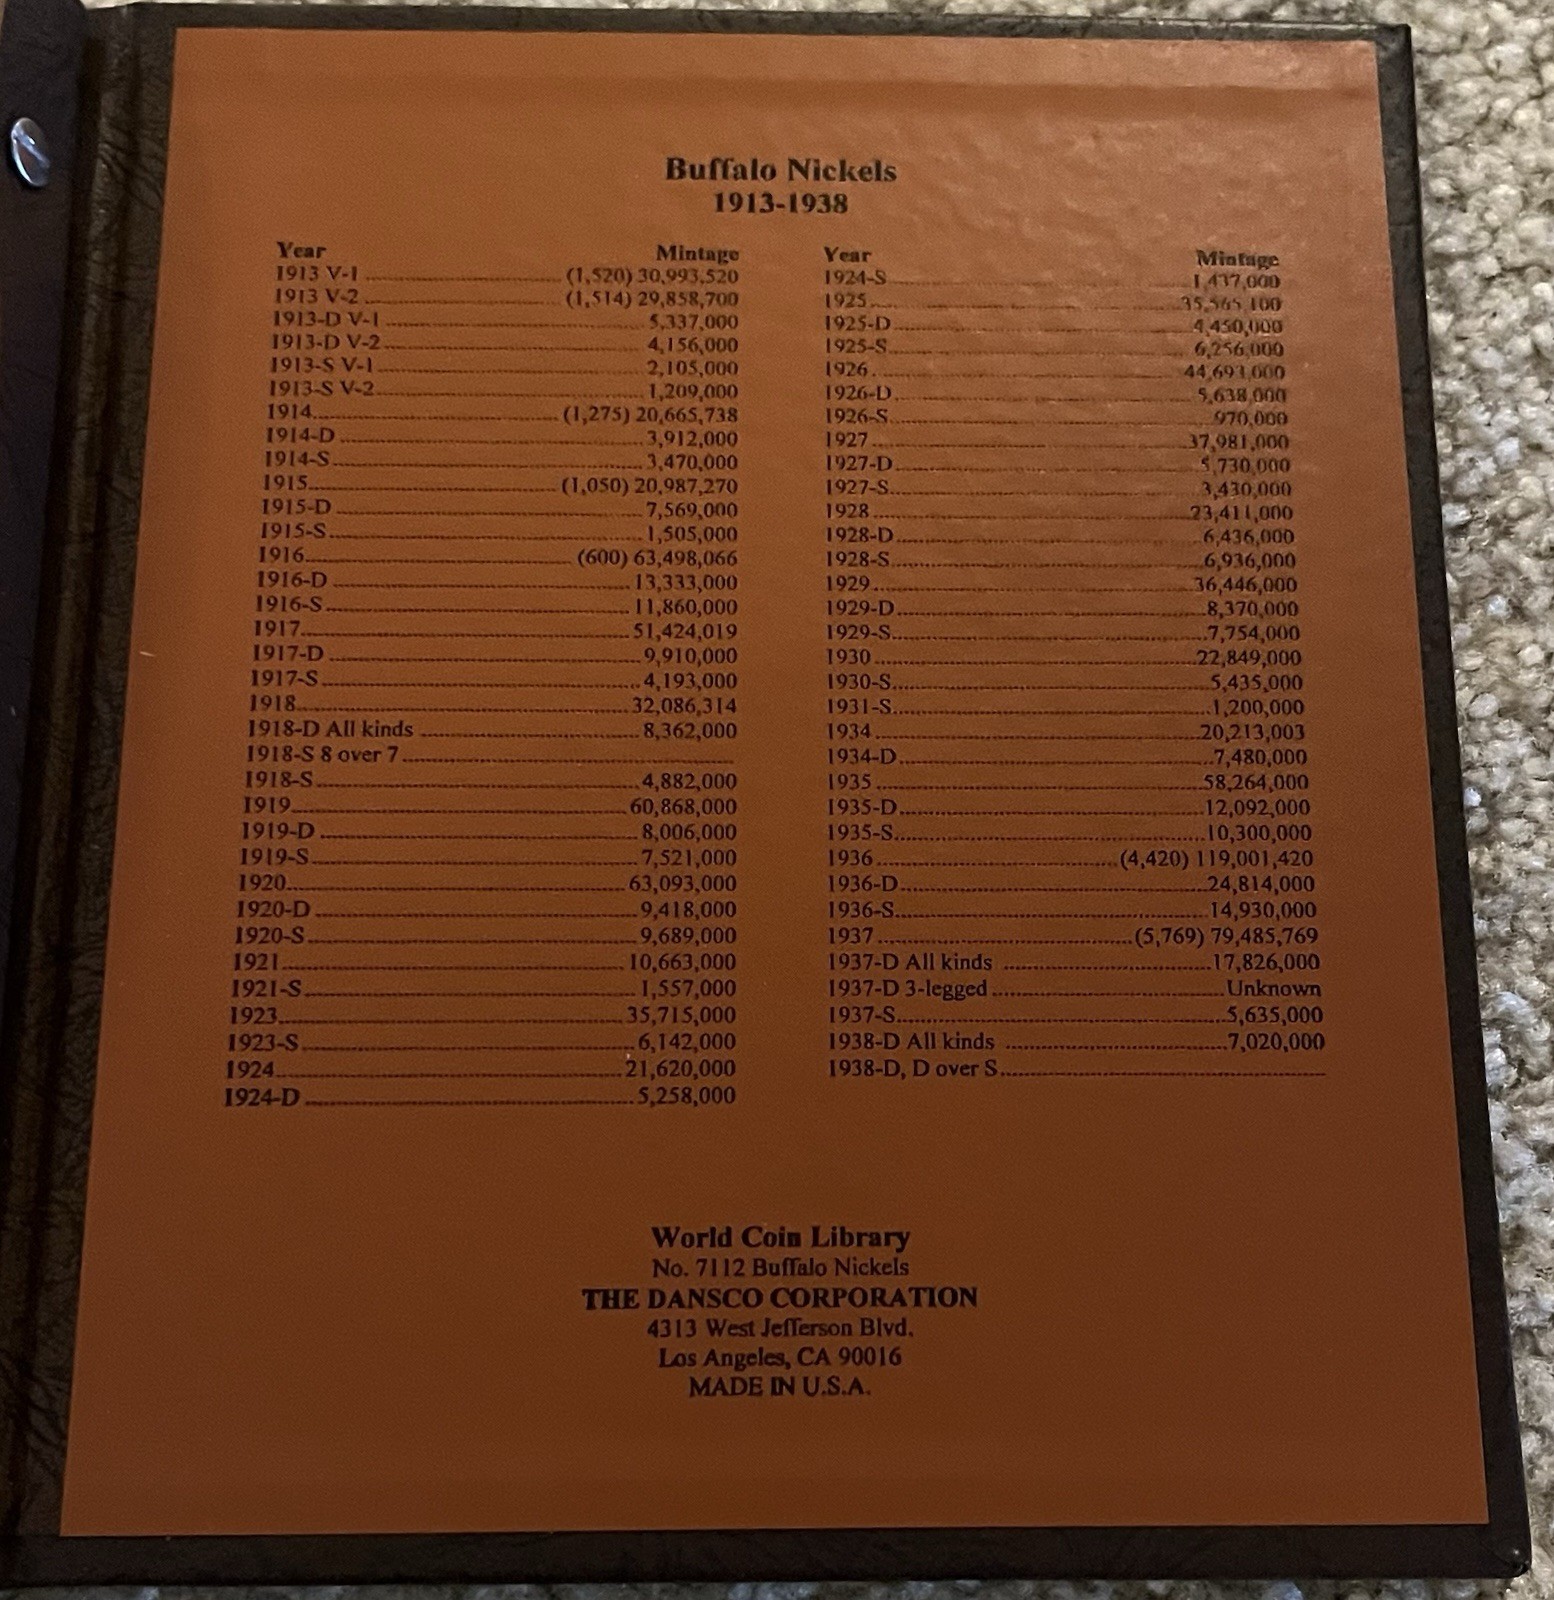 Buffalo Nickels
1913-1938
Year Mintage
1913 V-1 (1,520) 30,993,520
1913 V-2 (1,514) 29,858,700
1913-D V-1 5,337,000
1913-D V-2 4,156,000
1913-S V-1 2,105,000
1913-S V-2 1,209,000
1914 (1,275) 20,665,738
1914-D 3,912,000
1914-S 3,470,000
1915 (1,050) 20,987,270
1915-D 7,569,000
1915-S 1,505,000
1916 (600) 63,498,066
1916-D 13,333,000
1916-S 11,860,000
1917 51,424,019
1917-D 9,910,000
1917-S 4,193,000
1918 32,086,314
1918-D All kinds 8,362,000
1918-S 8 over 7
1918-S 4,882,000
1919 60,868,000
1919-D 8,006,000
1919-S 7,521,000
1920 63,093,000
1920-D 9,418,000
1920-S 9,689,000
1921 10,663,000
1921-S 1,557,000
1923 35,715,000
1923-S 6,142,000
1924 21,620,000
1924-D 5,258,000
Year Mintage
1924-S 1,437,000
1925 35,565,100
1925-D 4,450,000
1925-S 6,256,000
1926 44,693,000
1926-D 5,638,000
1926-S 970,000
1927 37,981,000
1927-D 5,730,000
1927-S 3,430,000
1928 23,411,000
1928-D 6,436,000
1928-S 6,936,000
1929 36,446,000
1929-D 8,370,000
1929-S 7,754,000
1930 22,849,000
1930-S 5,435,000
1931-S 1,200,000
1934 20,213,003
1934-D 7,480,000
1935 58,264,000
1935-D 12,092,000
1935-S 10,300,000
1936 (4,420) 119,001,420
1936-D 24,814,000
1936-S 14,930,000
1937 (5,769) 79,485,769
1937-D All kinds 17,826,000
1937-D 3-legged Unknown
1937-S 5,635,000
1938-D All kinds 7,020,000
1938-D, D over S
World Coin Library
No. 7112 Buffalo Nickels
THE DANSCO CORPORATION
4313 West Jefferson Blvd.
Los Angeles, CA 90016
MADE IN U.S.A.